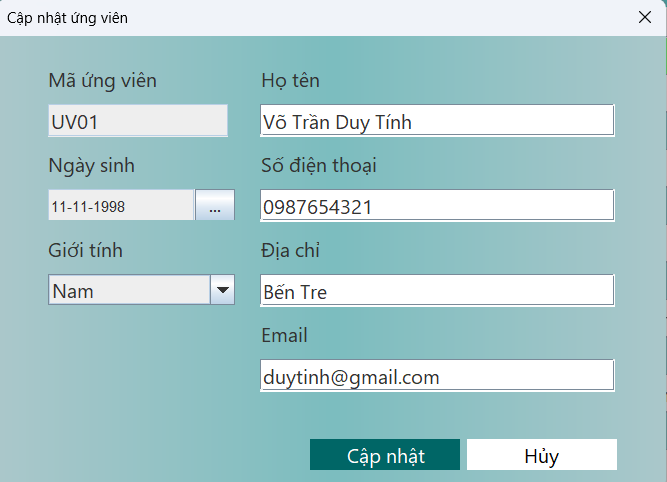 Cập nhật ứng viên
Mã ứng viên Họ tên
UV01 Võ Trần Duy Tính
Ngày sinh Số điện thoại
11-11-1998 ... 0987654321
Giới tính Địa chỉ
Nam Bến Tre
Email
duytinh@gmail.com
Cập nhật Hủy